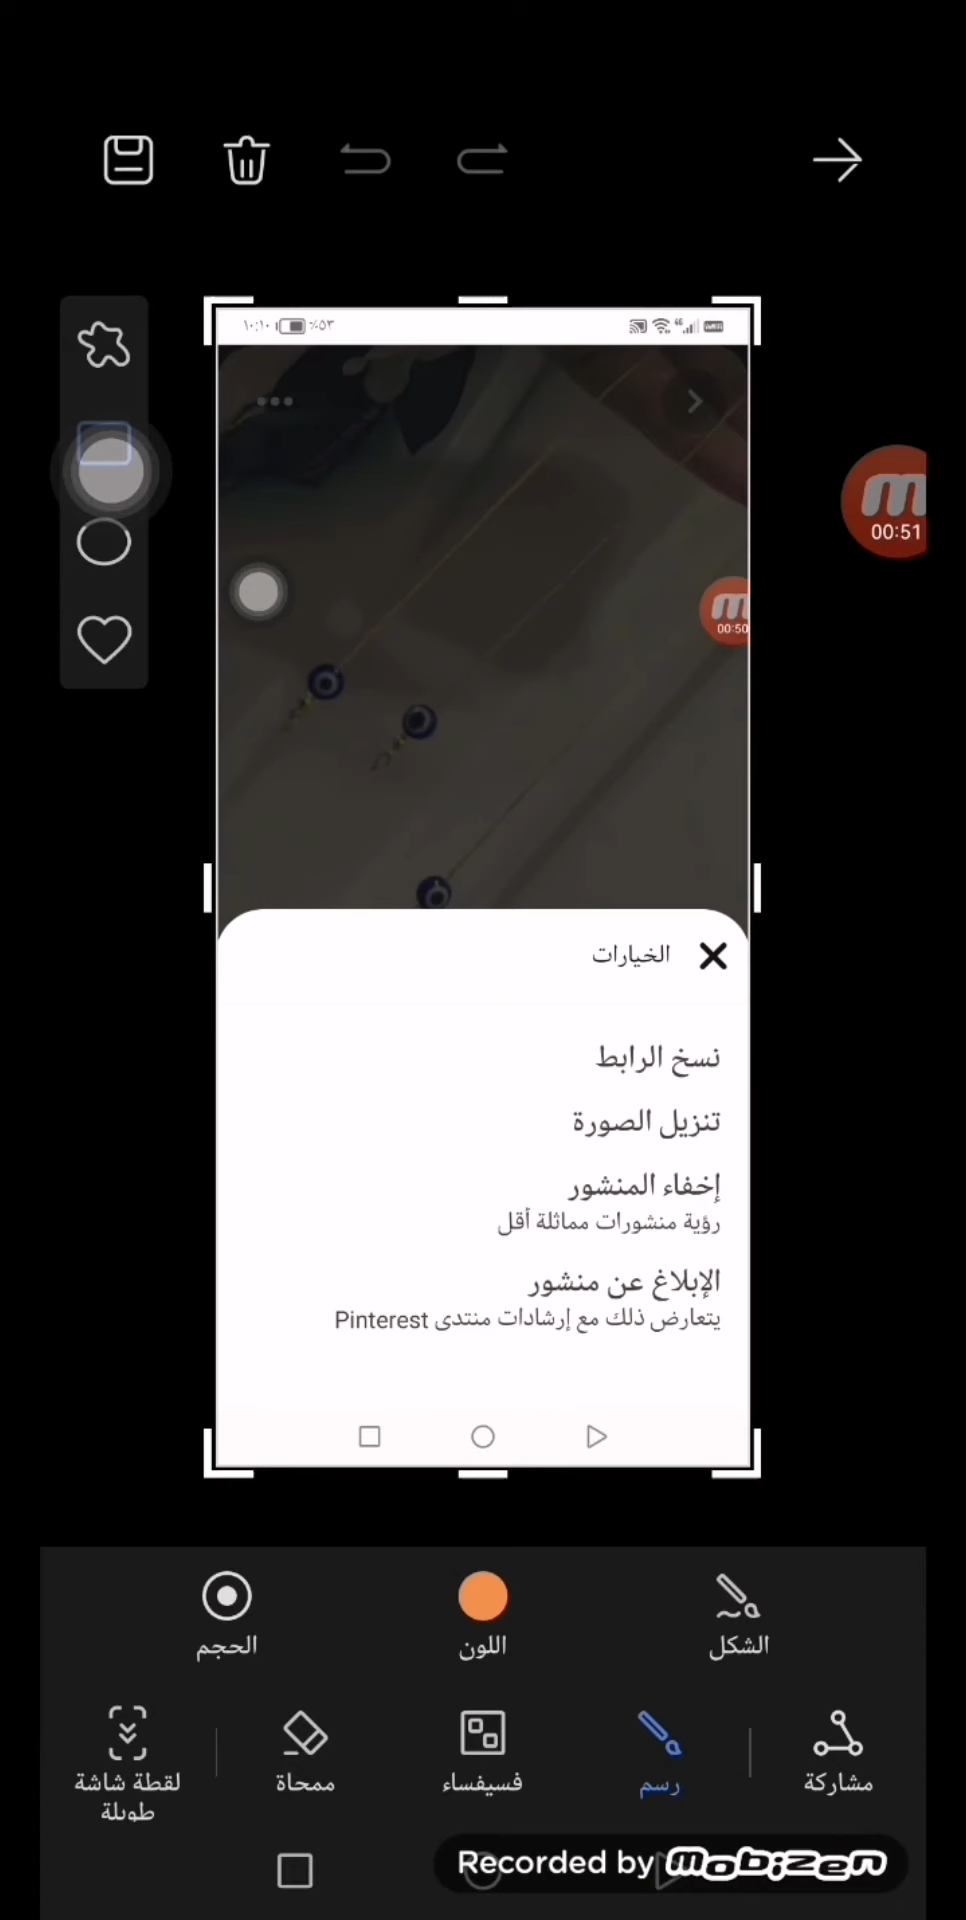 ١٠:١٠ ٥٣٪
00:51
00:50
الخيارات
نسخ الرابط
تنزيل الصورة
إخفاء المنشور
رؤية منشورات مماثلة أقل
الإبلاغ عن منشور
يتعارض ذلك مع إرشادات منتدى Pinterest
الشكل
اللون
الحجم
مشاركة
رسم
فسيفساء
ممحاة
لقطة شاشة
طويلة
Recorded by mobizen